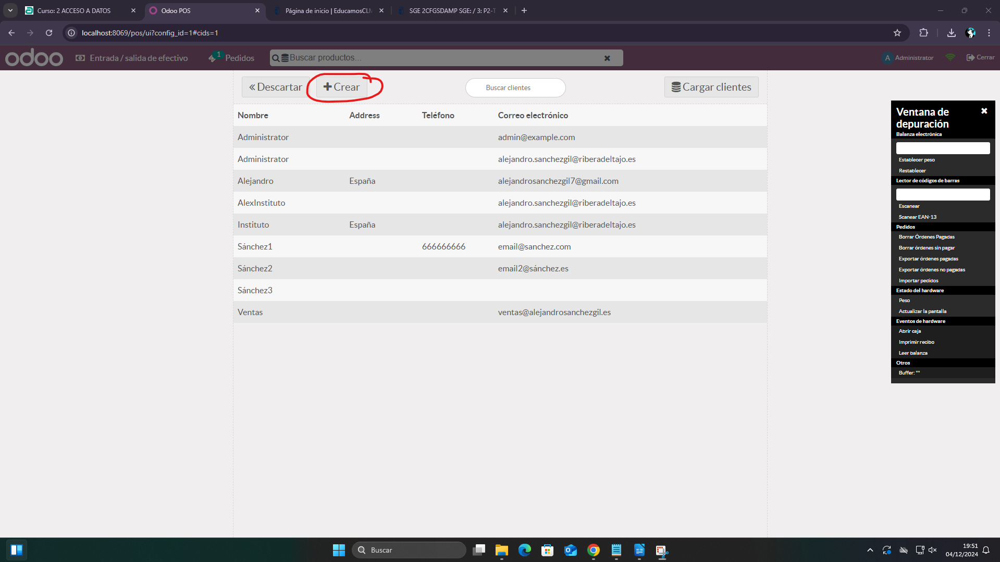 Curso: 2 ACCESO A DATOS
Odoo POS
Página de inicio | EducamosCLM
SGE 2CFGSDAMP SGE: / 3: P2-T
localhost:8069/pos/ui?config_id=1#cids=1
odoo
Entrada / salida de efectivo
1
Pedidos
Buscar productos...
A
Administrator
Cerrar
Descartar
Crear
Buscar clientes
Cargar clientes
Nombre Address Teléfono Correo electrónico
Administrator admin@example.com
Administrator alejandro.sanchezgil@riberadeltajo.es
Alejandro España alejandrosanchezgil7@gmail.com
AlexInstituto alejandro.sanchezgil@riberadeltajo.es
Instituto España alejandro.sanchezgil@riberadeltajo.es
Sánchez1 666666666 email@sanchez.com
Sánchez2 email2@sánchez.es
Sánchez3
Ventas ventas@alejandrosanchezgil.es
Ventana de
depuración
Balanza electrónica
Establecer peso
Restablecer
Lector de códigos de barras
Escanear
Scanear EAN-13
Pedidos
Borrar Órdenes Pagadas
Borrar órdenes sin pagar
Exportar órdenes pagadas
Exportar órdenes no pagadas
Importar pedidos
Estado del hardware
Peso
Actualizar la pantalla
Eventos de hardware
Abrir caja
Imprimir recibo
Leer balanza
Otros
Buffer: ""
Buscar
19:51
04/12/2024